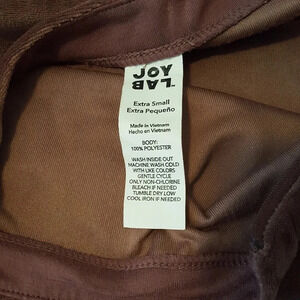 JOY
LAB
Extra Small
Extra Pequeño
Made in Vietnam
Hecho en Vietnam
BODY:
100% POLYESTER
WASH INSIDE OUT
MACHINE WASH COLD
WITH LIKE COLORS
GENTLE CYCLE
ONLY NON-CHLORINE
BLEACH IF NEEDED
TUMBLE DRY LOW
COOL IRON IF NEEDED